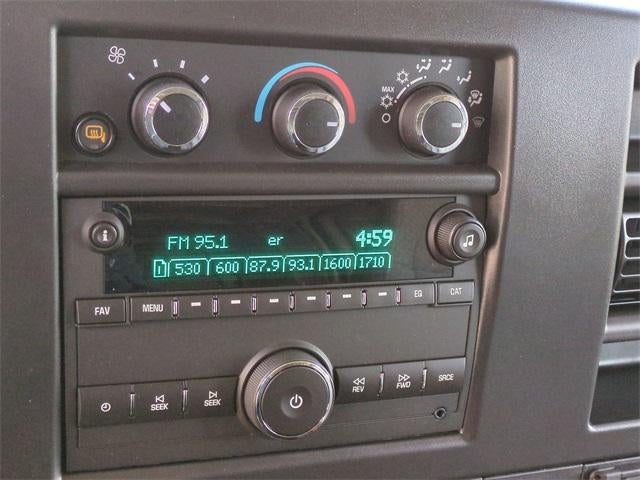 MAX
FM 95.1 er 4:59
1 530 600 87.9 93.1 1600 1710
FAV MENU EQ CAT
SEEK SEEK REV FWD SRCE